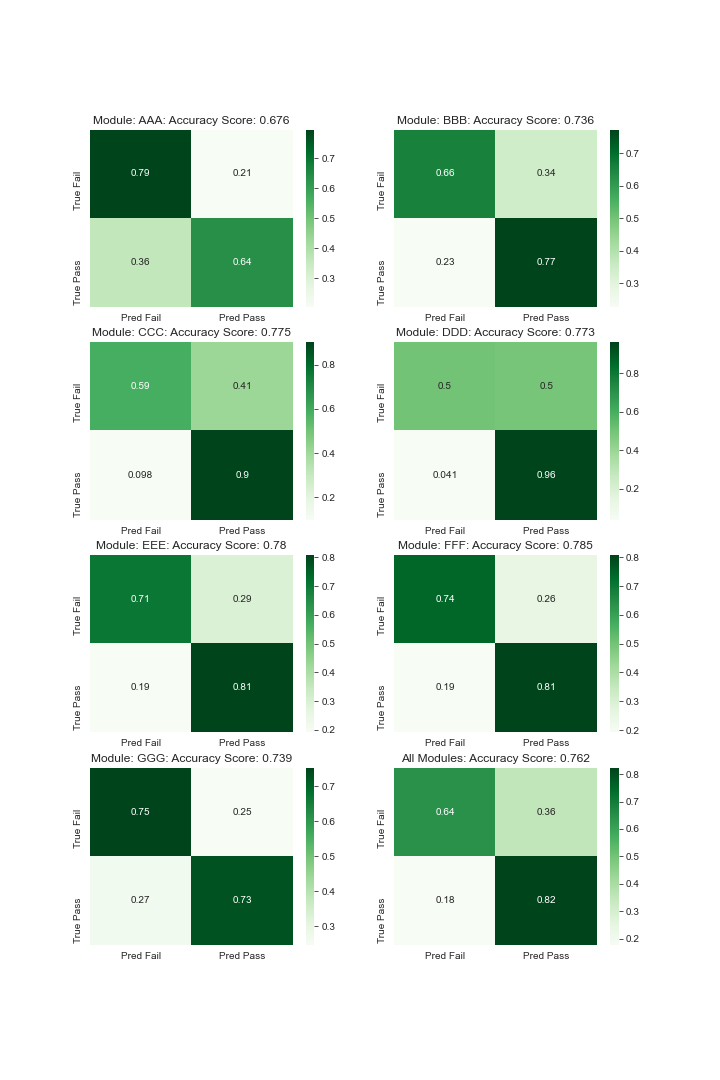 Module: AAA: Accuracy Score: 0.676
True Fail
True Pass
0.79
0.21
0.36
0.64
Pred Fail
Pred Pass
0.7
0.6
0.5
0.4
0.3
Module: BBB: Accuracy Score: 0.736
True Fail
True Pass
0.66
0.34
0.23
0.77
Pred Fail
Pred Pass
0.7
0.6
0.5
0.4
0.3
Module: CCC: Accuracy Score: 0.775
True Fail
True Pass
0.59
0.41
0.098
0.9
Pred Fail
Pred Pass
0.8
0.6
0.4
0.2
Module: DDD: Accuracy Score: 0.773
True Fail
True Pass
0.5
0.5
0.041
0.96
Pred Fail
Pred Pass
0.8
0.6
0.4
0.2
Module: EEE: Accuracy Score: 0.78
True Fail
True Pass
0.71
0.29
0.19
0.81
Pred Fail
Pred Pass
0.8
0.7
0.6
0.5
0.4
0.3
0.2
Module: FFF: Accuracy Score: 0.785
True Fail
True Pass
0.74
0.26
0.19
0.81
Pred Fail
Pred Pass
0.8
0.7
0.6
0.5
0.4
0.3
0.2
Module: GGG: Accuracy Score: 0.739
True Fail
True Pass
0.75
0.25
0.27
0.73
Pred Fail
Pred Pass
0.7
0.6
0.5
0.4
0.3
All Modules: Accuracy Score: 0.762
True Fail
True Pass
0.64
0.36
0.18
0.82
Pred Fail
Pred Pass
0.8
0.7
0.6
0.5
0.4
0.3
0.2